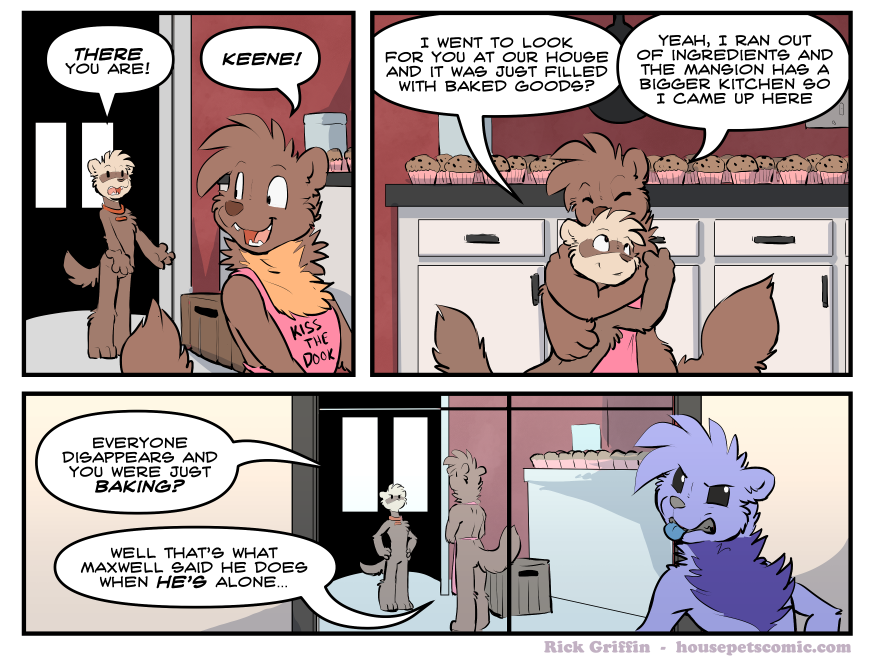 THERE
YOU ARE!
KEENE!
KISS
THE
DOOK
I WENT TO LOOK
FOR YOU AT OUR HOUSE
AND IT WAS JUST FILLED
WITH BAKED GOODS?
YEAH, I RAN OUT
OF INGREDIENTS AND
THE MANSION HAS A
BIGGER KITCHEN SO
I CAME UP HERE
EVERYONE
DISAPPEARS AND
YOU WERE JUST
BAKING?
WELL THAT'S WHAT
MAXWELL SAID HE DOES
WHEN HE'S ALONE...
Rick Griffin - housepetscomic.com